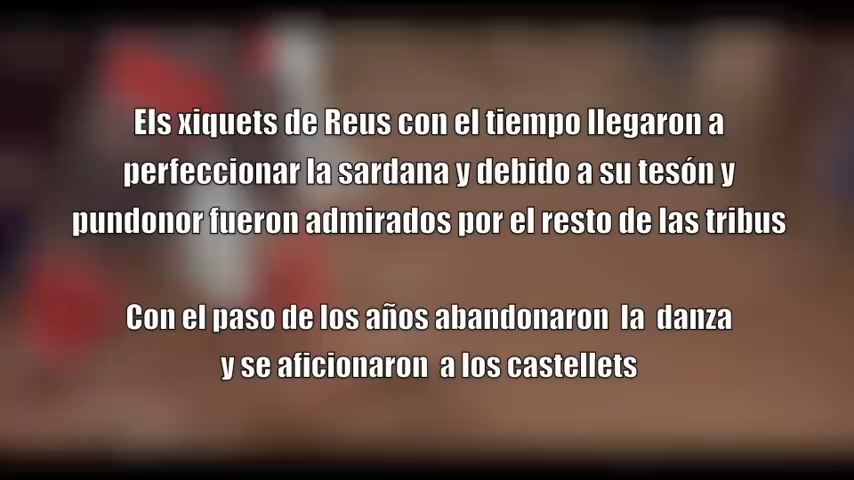 Els xiquets de Reus con el tiempo llegaron a
perfeccionar la sardana y debido a su tesón y
pundonor fueron admirados por el resto de las tribus
Con el paso de los años abandonaron la danza
y se aficionaron a los castellets